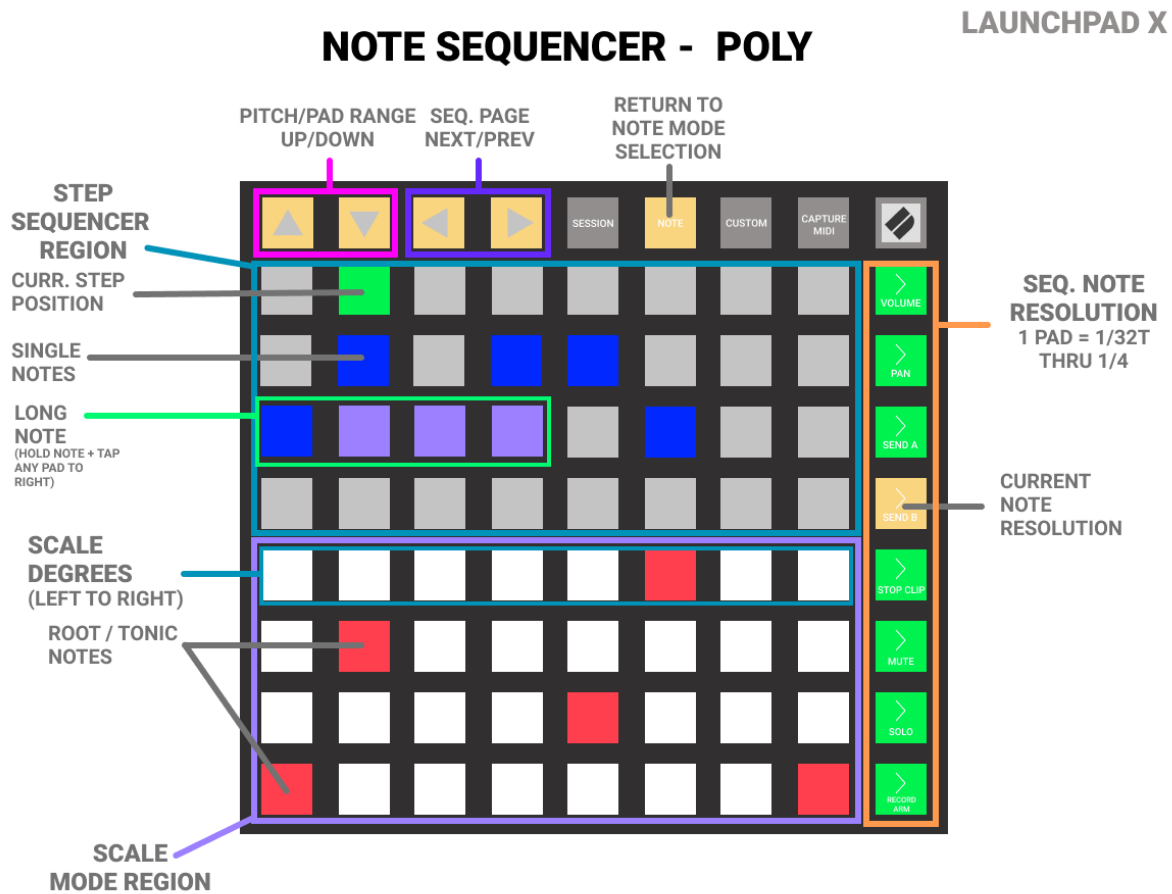 LAUNCHPAD X
NOTE SEQUENCER -  POLY
PITCH/PAD RANGE
UP/DOWN
SEQ. PAGE
NEXT/PREV
RETURN TO
NOTE MODE
SELECTION
STEP
SEQUENCER
REGION
CURR. STEP
POSITION
SINGLE
NOTES
LONG
NOTE
(HOLD NOTE + TAP
ANY PAD TO
RIGHT)
SCALE
DEGREES
(LEFT TO RIGHT)
ROOT / TONIC
NOTES
SCALE
MODE REGION
SESSION
NOTE
CUSTOM
CAPTURE
MIDI
VOLUME
PAN
SEND A
SEND B
STOP CLIP
MUTE
SOLO
RECORD
ARM
SEQ. NOTE
RESOLUTION
1 PAD = 1/32T
THRU 1/4
CURRENT
NOTE
RESOLUTION